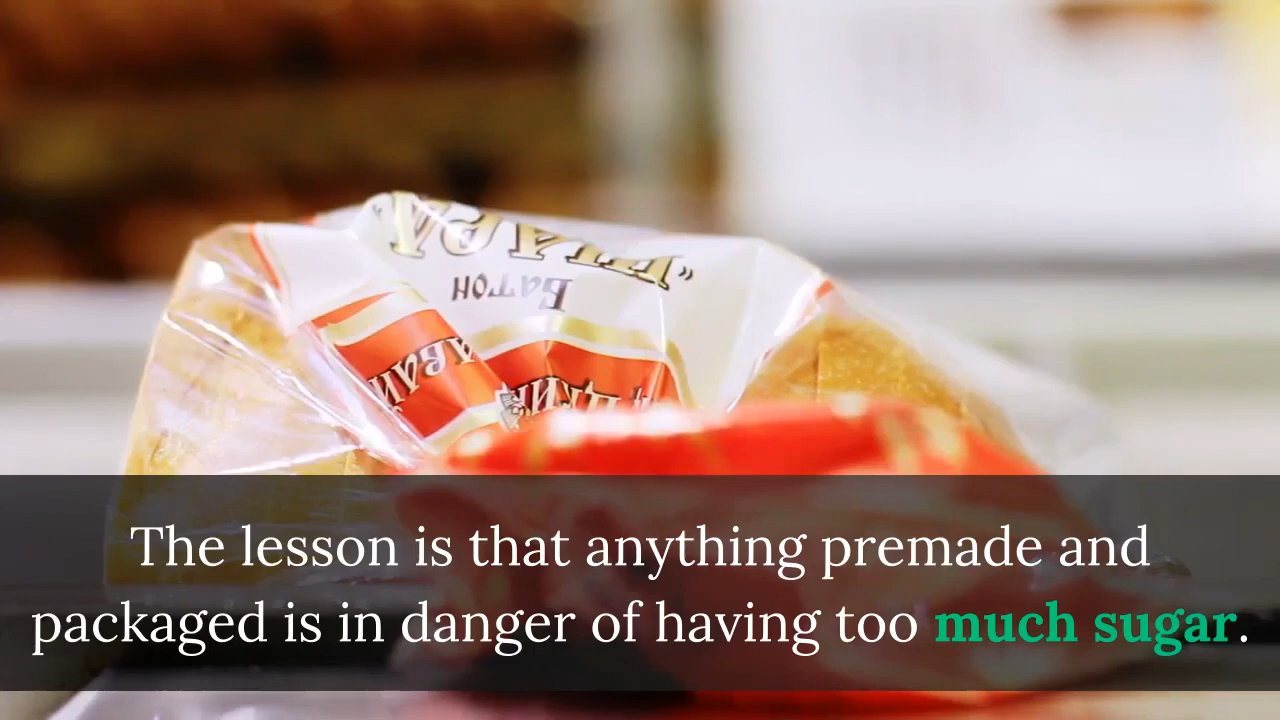 Батон
The lesson is that anything premade and
packaged is in danger of having too much sugar.